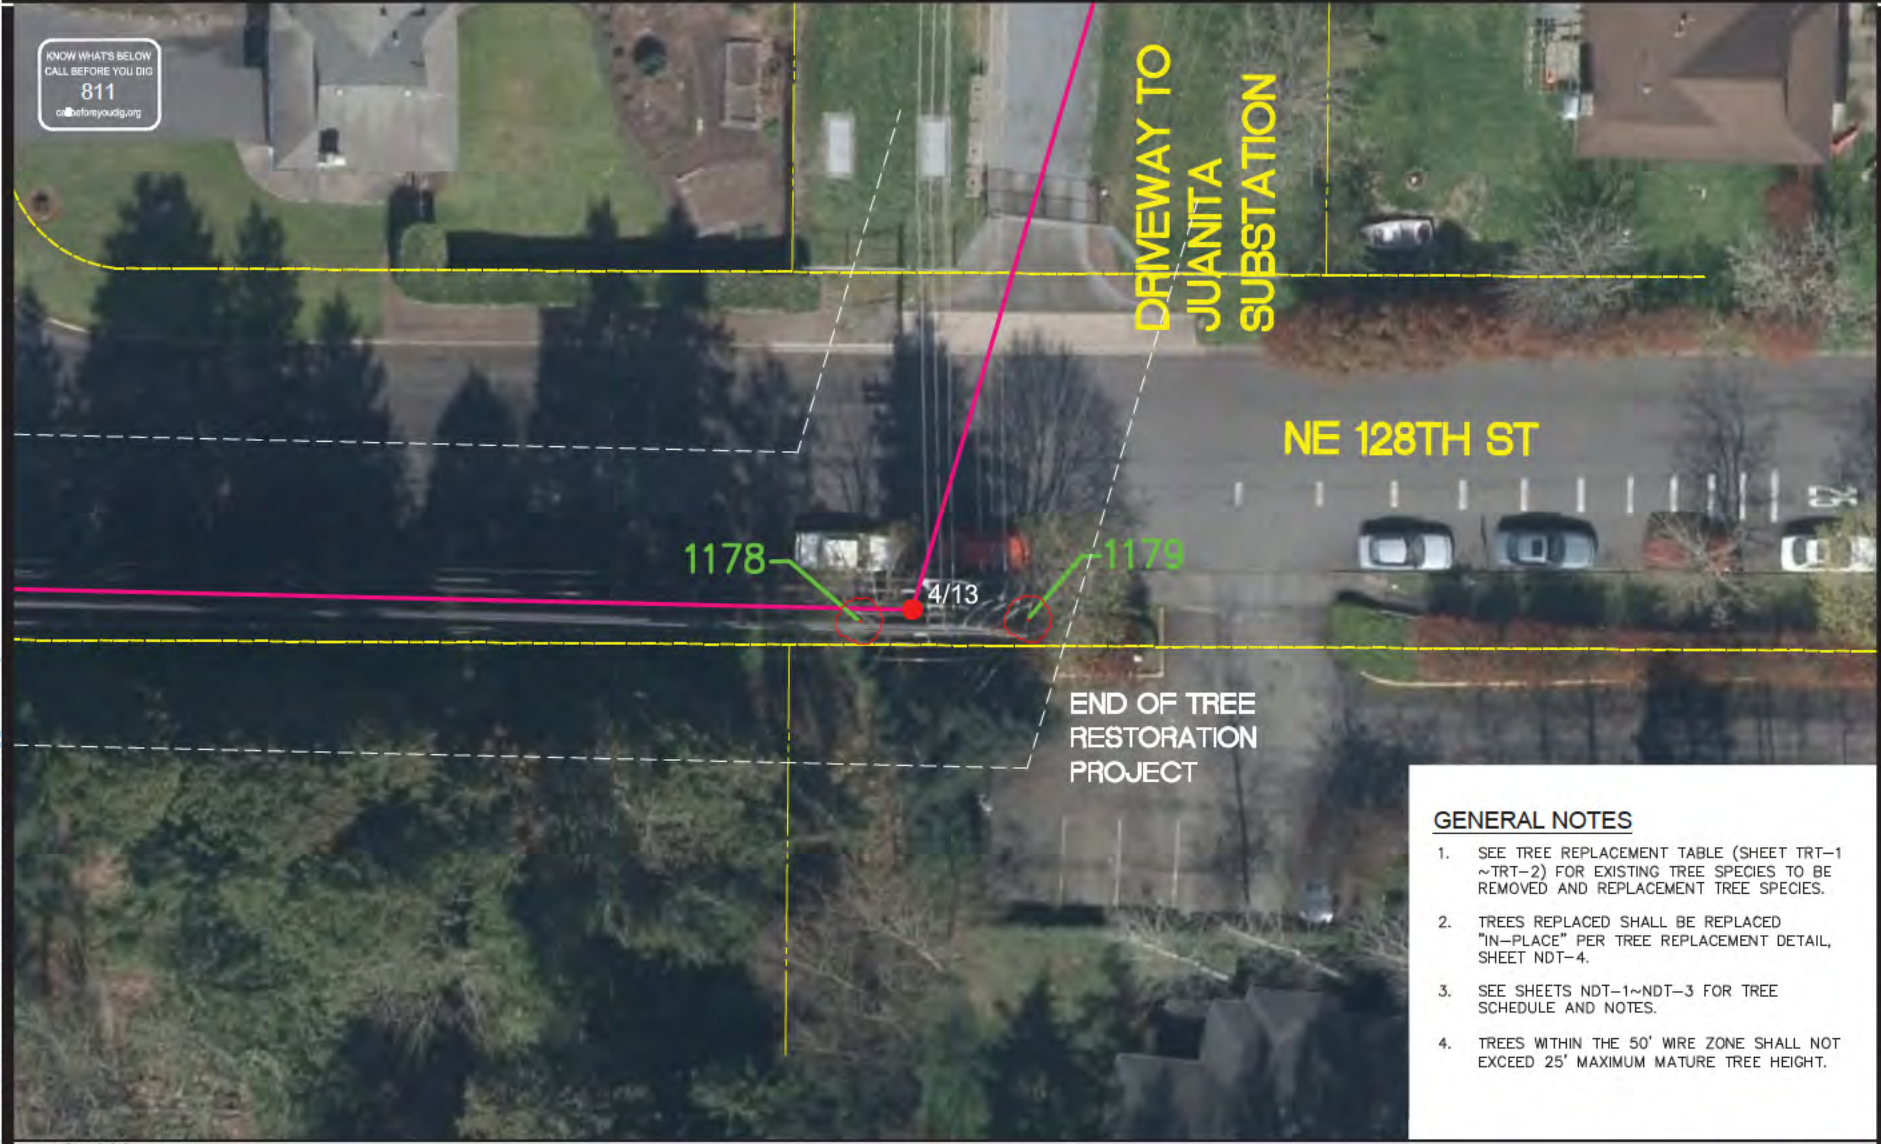 KNOW WHAT'S BELOW
CALL BEFORE YOU DIG
811
callbeforeyoudig.org
DRIVEWAY TO
JUANITA
SUBSTATION
NE 128TH ST
1178
1179
4/13
END OF TREE
RESTORATION
PROJECT
GENERAL NOTES
1. SEE TREE REPLACEMENT TABLE (SHEET TRT-1
~TRT-2) FOR EXISTING TREE SPECIES TO BE
REMOVED AND REPLACEMENT TREE SPECIES.
2. TREES REPLACED SHALL BE REPLACED
"IN-PLACE" PER TREE REPLACEMENT DETAIL,
SHEET NDT-4.
3. SEE SHEETS NDT-1~NDT-3 FOR TREE
SCHEDULE AND NOTES.
4. TREES WITHIN THE 50' WIRE ZONE SHALL NOT
EXCEED 25' MAXIMUM MATURE TREE HEIGHT.